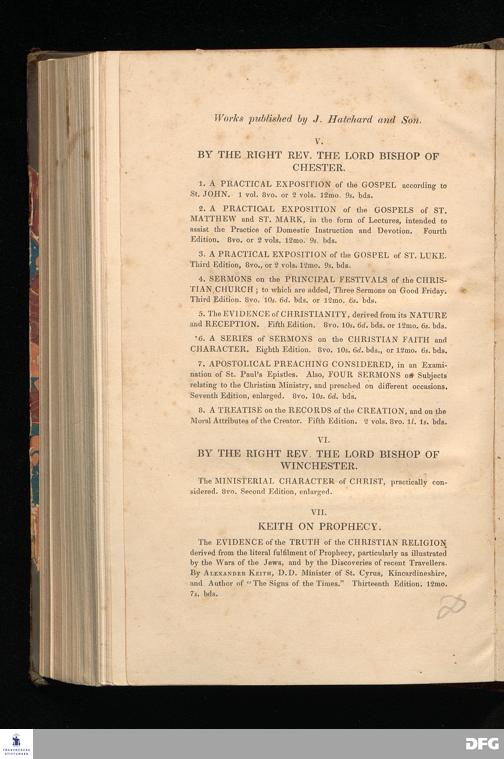 Works published by J. Hatchard and Son.
V.
BY THE RIGHT REV. THE LORD BISHOP OF
CHESTER.
1. A PRACTICAL EXPOSITION of the GOSPEL according to
St. JOHN. 1 vol. 8vo. or 2 vols. 12mo. 9s. bds.
2. A PRACTICAL EXPOSITION of the GOSPELS of ST.
MATTHEW and ST. MARK, in the form of Lectures, intended to
assist the Practice of Domestic Instruction and Devotion. Fourth
Edition. 8vo. or 2 vols. 12mo. 9s. bds.
3. A PRACTICAL EXPOSITION of the GOSPEL of ST. LUKE.
Third Edition, 8vo., or 2 vols. 12mo. 9s. bds.
4. SERMONS on the PRINCIPAL FESTIVALS of the CHRIS-
TIAN CHURCH; to which are added, Three Sermons on Good Friday.
Third Edition. 8vo. 10s. 6d. bds. or 12mo. 6s. bds.
5. The EVIDENCE of CHRISTIANITY, derived from its NATURE
and RECEPTION. Fifth Edition. 8vo. 10s. 6d. bds. or 12mo. 6s. bds.
6. A SERIES of SERMONS on the CHRISTIAN FAITH and
CHARACTER. Eighth Edition. 8vo. 10s. 6d. bds., or 12mo. 6s. bds.
7. APOSTOLICAL PREACHING CONSIDERED, in an Exami-
nation of St. Paul's Epistles. Also, FOUR SERMONS on Subjects
relating to the Christian Ministry, and preached on different occasions.
Seventh Edition, enlarged. 8vo. 10s. 6d. bds.
8. A TREATISE on the RECORDS of the CREATION, and on the
Moral Attributes of the Creator. Fifth Edition. 2 vols. 8vo. 1l. 1s. bds.
VI.
BY THE RIGHT REV. THE LORD BISHOP OF
WINCHESTER.
The MINISTERIAL CHARACTER of CHRIST, practically con-
sidered. 8vo. Second Edition, enlarged.
VII.
KEITH ON PROPHECY.
The EVIDENCE of the TRUTH of the CHRISTIAN RELIGION
derived from the literal fulfilment of Prophecy, particularly as illustrated
by the Wars of the Jews, and by the Discoveries of recent Travellers.
By ALEXANDER KEITH, D.D. Minister of St. Cyrus, Kincardineshire,
and Author of "The Signs of the Times." Thirteenth Edition. 12mo.
7s. bds.
FRANCKESCHE
STIFTUNGEN
DFG